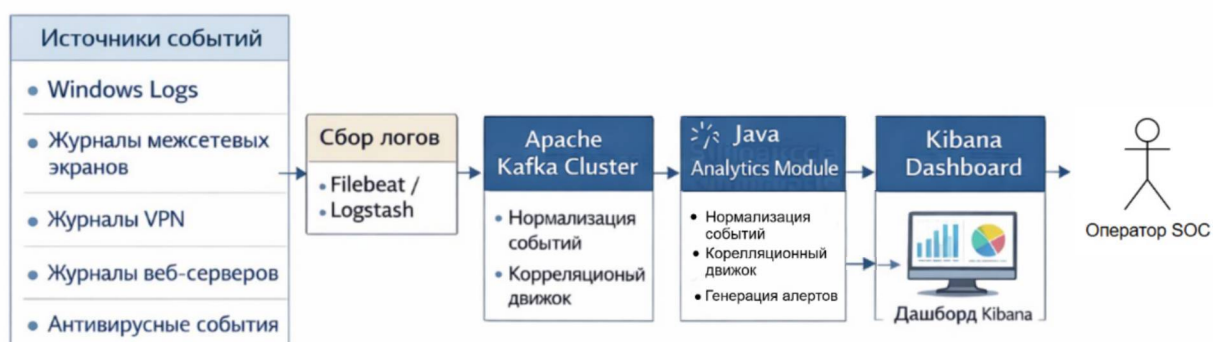 Источники событий
Windows Logs
Журналы межсетевых
экранов
Журналы VPN
Журналы веб-серверов
Антивирусные события
Сбор логов
Filebeat /
Logstash
Apache
Kafka Cluster
Нормализация
событий
Корреляционый
движок
Java
Analytics Module
Нормализация
событий
Корелляционный
движок
Генерация алертов
Kibana
Dashboard
Дашборд Kibana
Оператор SOC